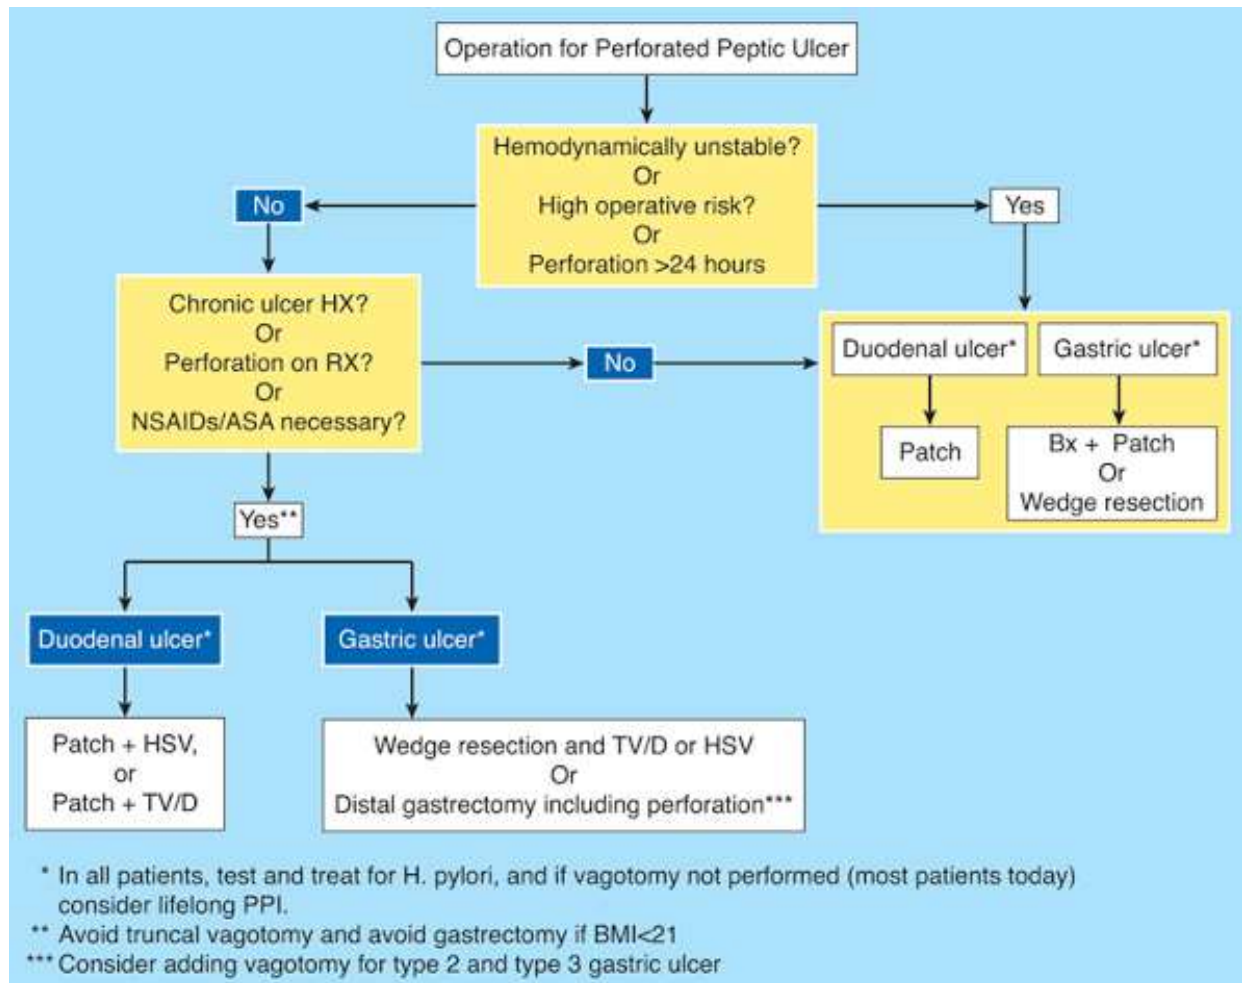 Operation for Perforated Peptic Ulcer
Hemodynamically unstable?
Or
High operative risk?
Or
Perforation >24 hours
No
Yes
Chronic ulcer HX?
Or
Perforation on RX?
Or
NSAIDs/ASA necessary?
No
Duodenal ulcer*
Gastric ulcer*
Patch
Bx + Patch
Or
Wedge resection
Yes**
Duodenal ulcer*
Gastric ulcer*
Patch + HSV,
or
Patch + TV/D
Wedge resection and TV/D or HSV
Or
Distal gastrectomy including perforation***
* In all patients, test and treat for H. pylori, and if vagotomy not performed (most patients today)
consider lifelong PPI.
** Avoid truncal vagotomy and avoid gastrectomy if BMI<21
*** Consider adding vagotomy for type 2 and type 3 gastric ulcer